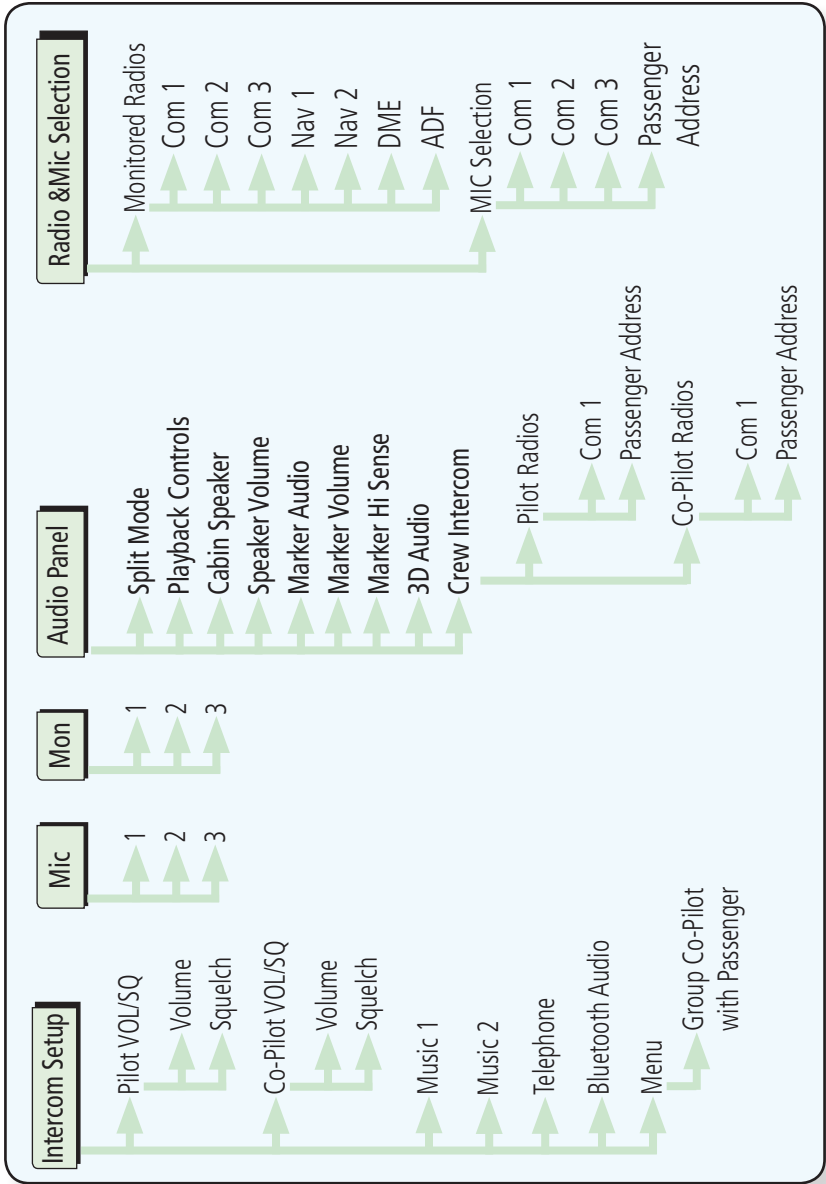 Intercom Setup
Pilot VOL/SQ
Volume
Squelch
Co-Pilot VOL/SQ
Volume
Squelch
Music 1
Music 2
Telephone
Bluetooth Audio
Menu
Group Co-Pilot
with Passenger
Mic
1
2
3
Mon
1
2
3
Audio Panel
Split Mode
Playback Controls
Cabin Speaker
Speaker Volume
Marker Audio
Marker Volume
Marker Hi Sense
3D Audio
Crew Intercom
Pilot Radios
Com 1
Passenger Address
Co-Pilot Radios
Com 1
Passenger Address
Radio &Mic Selection
Monitored Radios
Com 1
Com 2
Com 3
Nav 1
Nav 2
DME
ADF
MIC Selection
Com 1
Com 2
Com 3
Passenger
Address